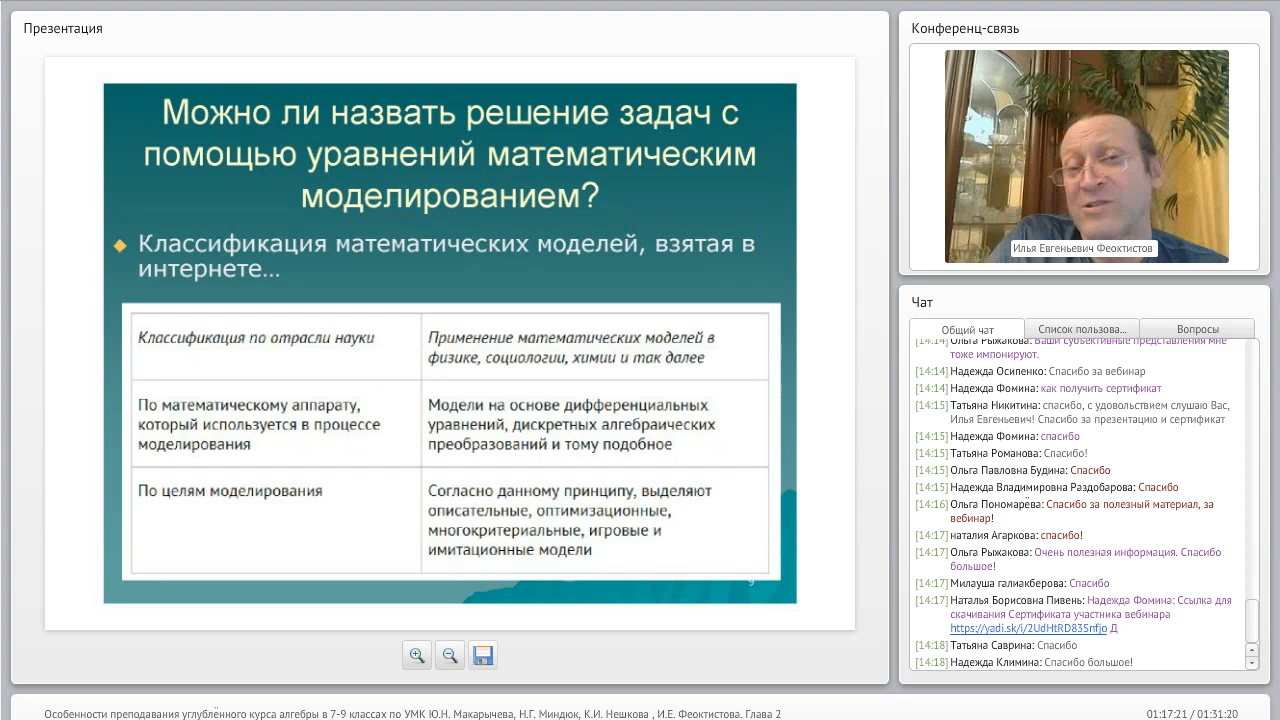 Презентация
Можно ли назвать решение задач с
помощью уравнений математическим
моделированием?
Классификация математических моделей, взятая в
интернете...
Классификация по отрасли науки
Применение математических моделей в
физике, социологии, химии и так далее
По математическому аппарату,
который используется в процессе
моделирования
Модели на основе дифференциальных
уравнений, дискретных алгебраических
преобразований и тому подобное
По целям моделирования
Согласно данному принципу, выделяют
описательные, оптимизационные,
многокритериальные, игровые и
имитационные модели
9
Конференц-связь
Илья Евгеньевич Феоктистов
Чат
Общий чат
Список пользова...
Вопросы
[14:14] Ольга Рыжакова: Ваши субъективные представления мне
тоже импонируют.
[14:14] Надежда Осипенко: Спасибо за вебинар
[14:14] Надежда Фомина: как получить сертификат
[14:15] Татьяна Никитина: спасибо, с удовольствием слушаю Вас,
Илья Евгеньевич! Спасибо за презентацию и сертификат
[14:15] Надежда Фомина: спасибо
[14:15] Татьяна Романова: Спасибо!
[14:15] Ольга Павловна Будина: Спасибо
[14:15] Надежда Владимировна Раздобарова: Спасибо
[14:16] Ольга Пономарёва: Спасибо за полезный материал, за
вебинар!
[14:17] наталия Агаркова: спасибо!
[14:17] Ольга Рыжакова: Очень полезная информация. Спасибо
большое!
[14:17] Милауша галиакберова: Спасибо
[14:17] Наталья Борисовна Пивень: Надежда Фомина: Ссылка для
скачивания Сертификата участника вебинара
https://yadi.sk/i/2UdHtRD83Snfjo Д
[14:18] Татьяна Саврина: Спасибо
[14:18] Надежда Климина: Спасибо большое!
Особенности преподавания углублённого курса алгебры в 7-9 классах по УМК Ю.Н. Макарычева, Н.Г. Миндюк, К.И. Нешкова , И.Е. Феоктистова. Глава 2
01:17:21 / 01:31:20